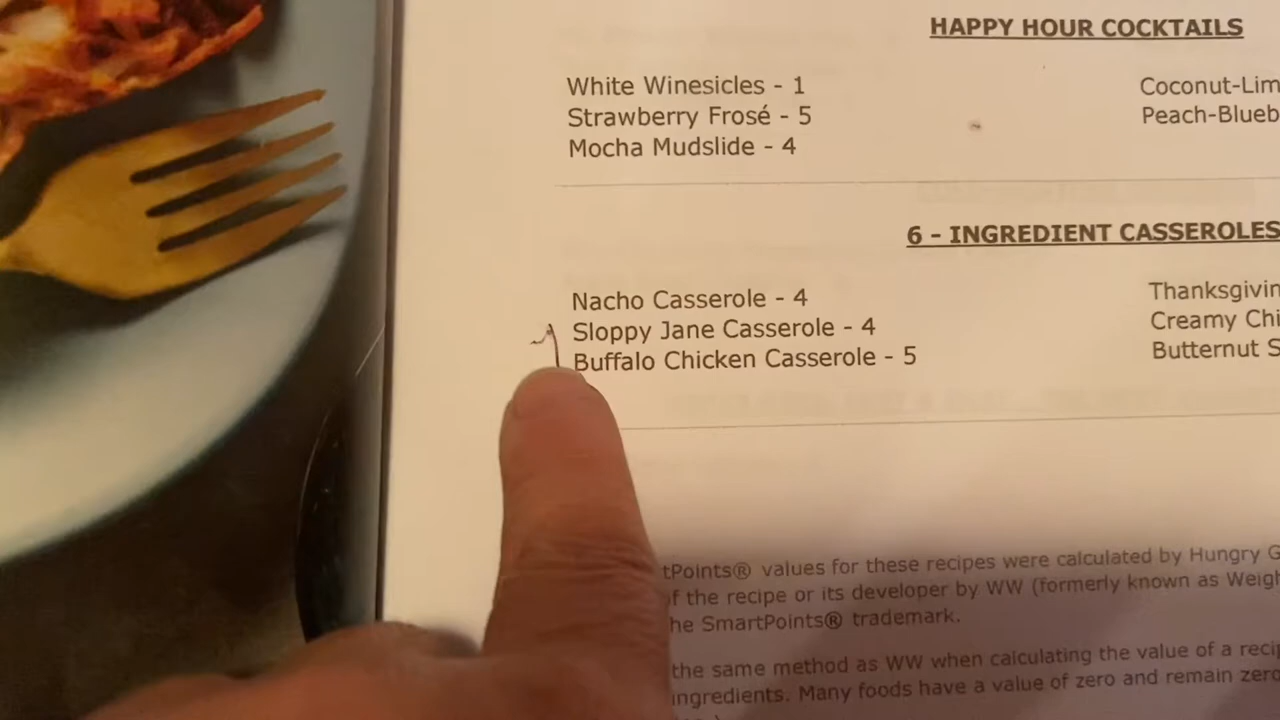 HAPPY HOUR COCKTAILS
White Winesicles - 1
Strawberry Frosé - 5
Mocha Mudslide - 4
Coconut-Lim
Peach-Blueb
6 - INGREDIENT CASSEROLES
Nacho Casserole - 4
Sloppy Jane Casserole - 4
Buffalo Chicken Casserole - 5
Thanksgivin
Creamy Chi
Butternut S
tPoints® values for these recipes were calculated by Hungry G
f the recipe or its developer by WW (formerly known as Weigh
he SmartPoints® trademark.
the same method as WW when calculating the value of a recip
ingredients. Many foods have a value of zero and remain zero